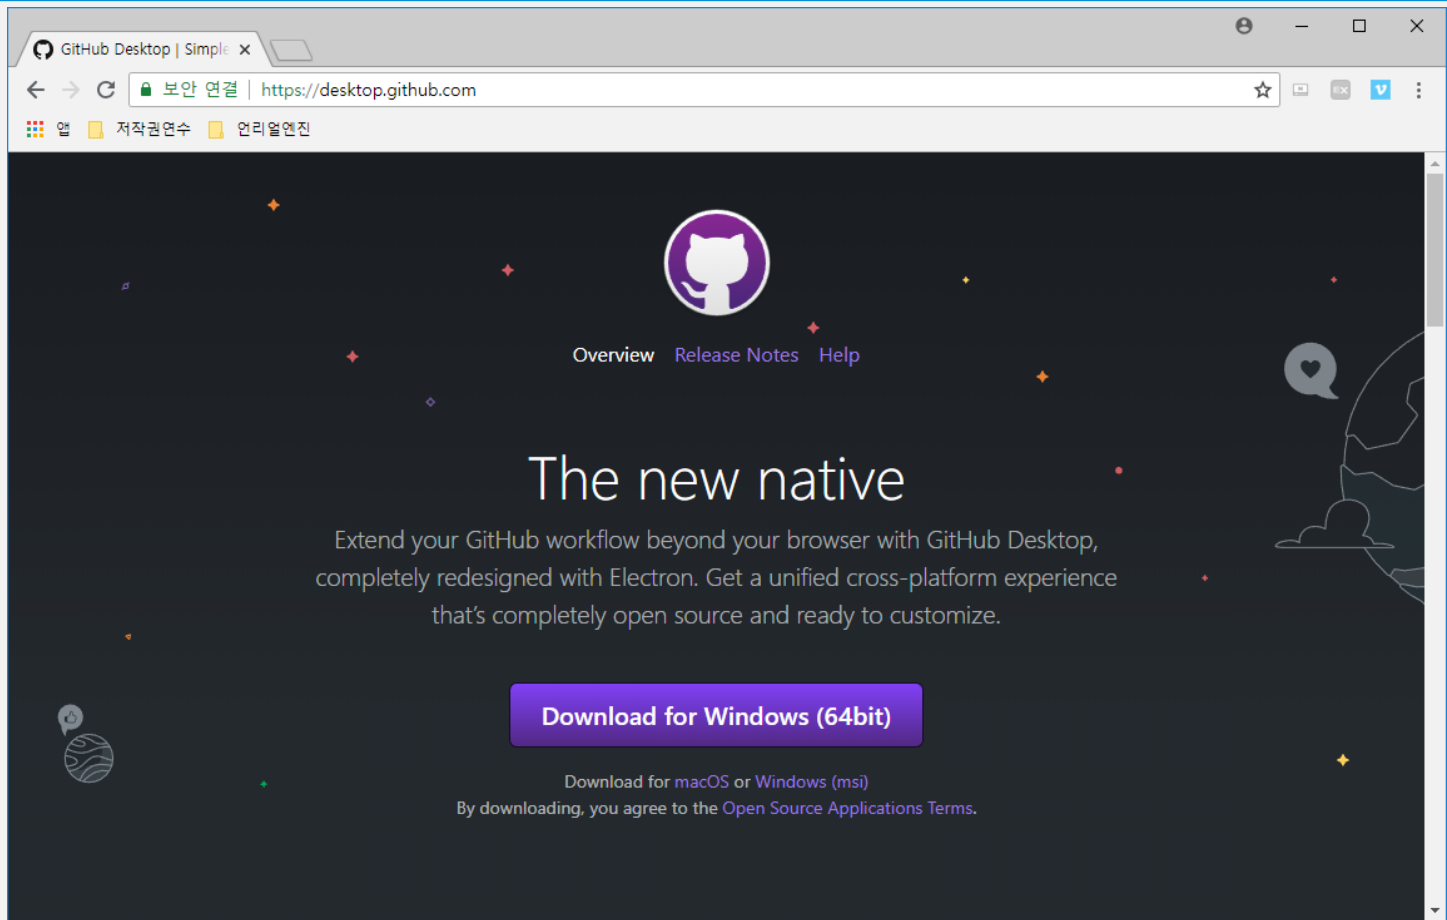 GitHub Desktop | Simple
보안 연결 | https://desktop.github.com
앱 저작권연수 언리얼엔진
Overview Release Notes Help
The new native
Extend your GitHub workflow beyond your browser with GitHub Desktop,
completely redesigned with Electron. Get a unified cross-platform experience
that's completely open source and ready to customize.
Download for Windows (64bit)
Download for macOS or Windows (msi)
By downloading, you agree to the Open Source Applications Terms.